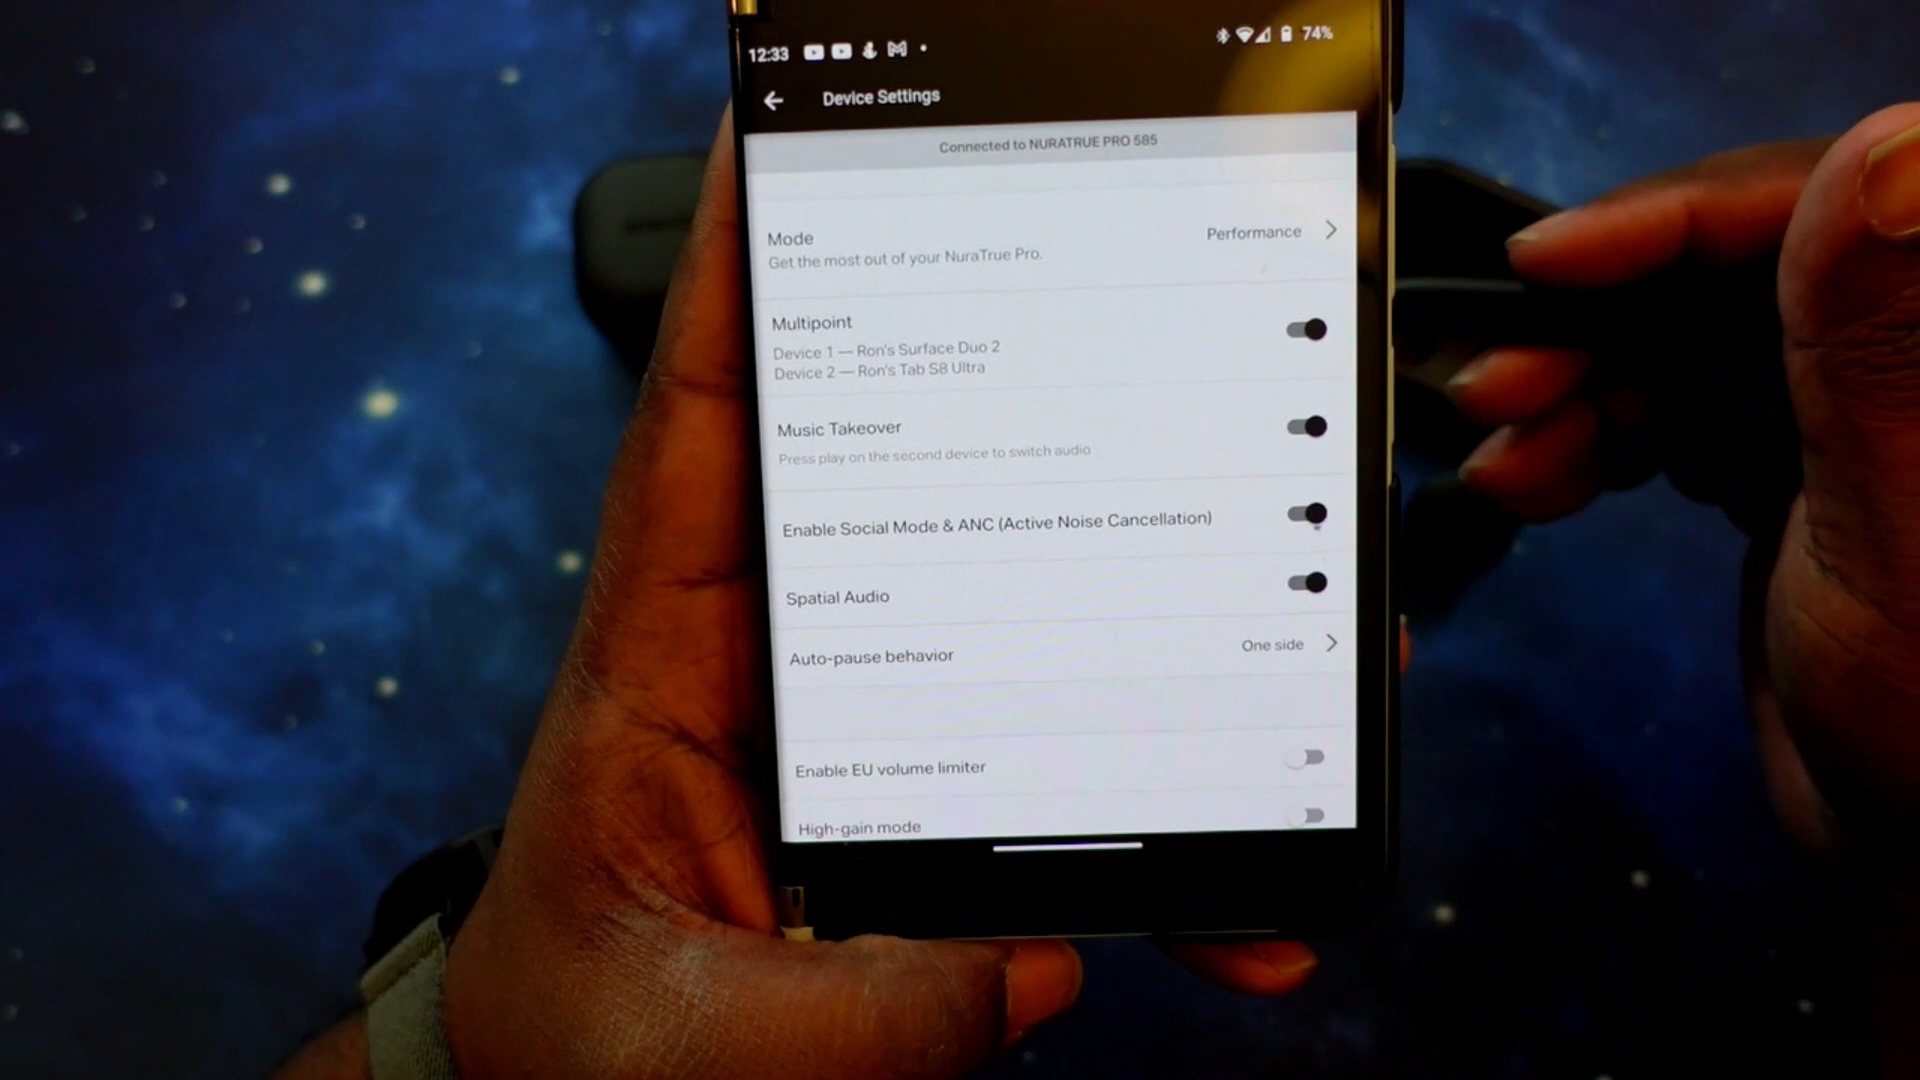 12:33
74%
Device Settings
Connected to NURATRUE PRO 585
Mode
Performance
Get the most out of your NuraTrue Pro.
Multipoint
Device 1 — Ron's Surface Duo 2
Device 2 — Ron's Tab S8 Ultra
Music Takeover
Press play on the second device to switch audio
Enable Social Mode & ANC (Active Noise Cancellation)
Spatial Audio
Auto-pause behavior
One side
Enable EU volume limiter
High-gain mode